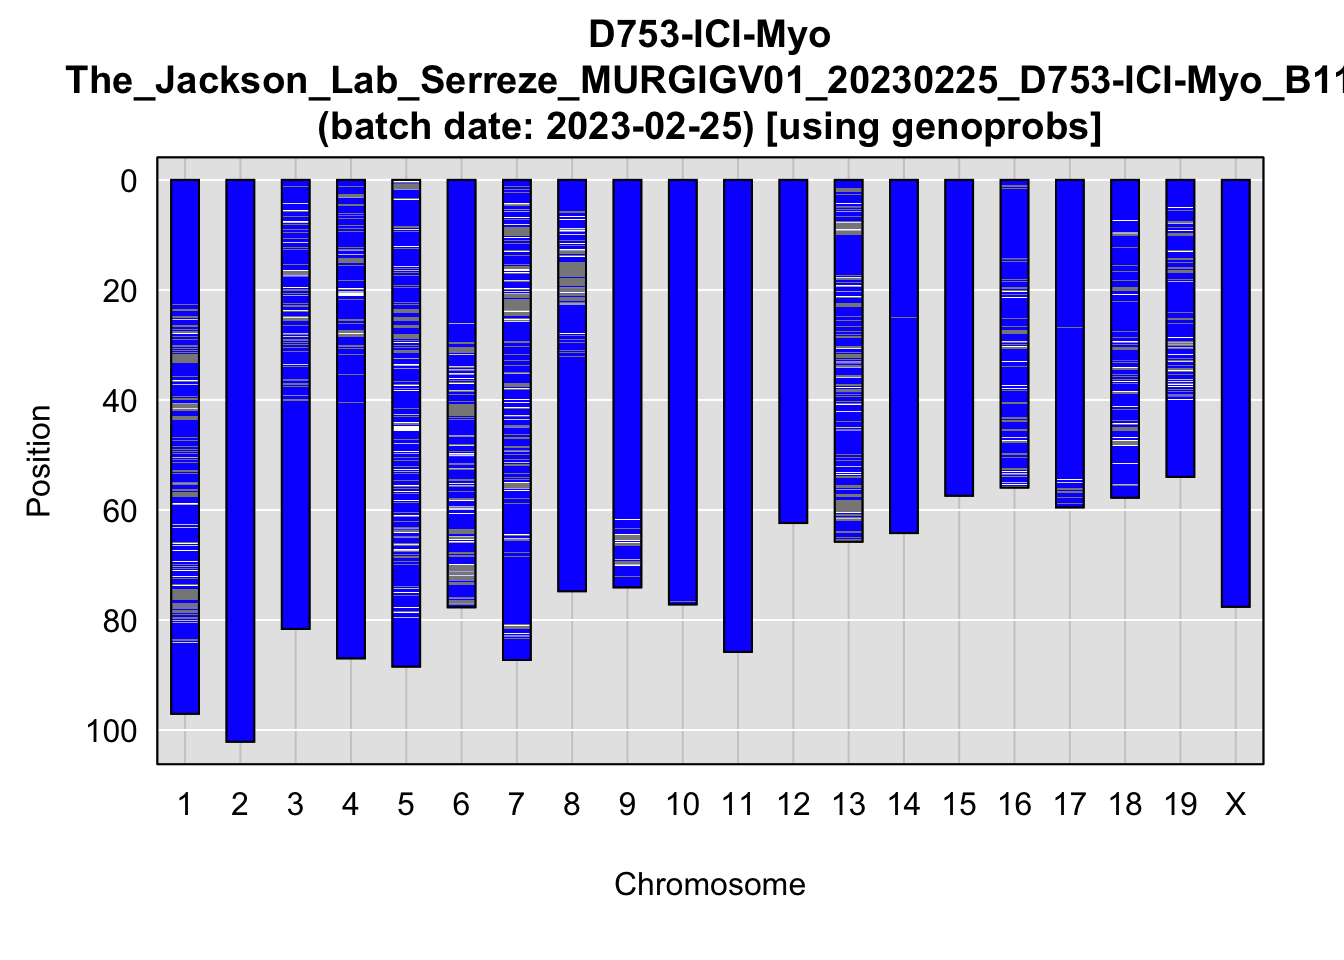 D753-ICI-Myo
The_Jackson_Lab_Serreze_MURGIGV01_20230225_D753-ICI-Myo_B11
(batch date: 2023-02-25) [using genoprobs]
0
20
40
60
80
100
Position
1 2 3 4 5 6 7 8 9 10 11 12 13 14 15 16 17 18 19 X
Chromosome